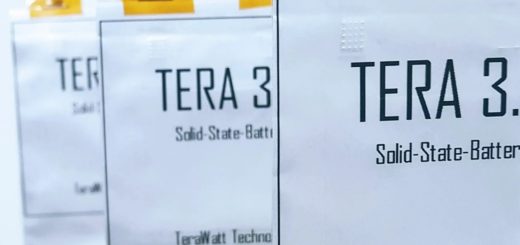 TER
TERA 3
Solid-State-Batt
TeraWatt Techno
TERA 3.
Solid-State-Batter